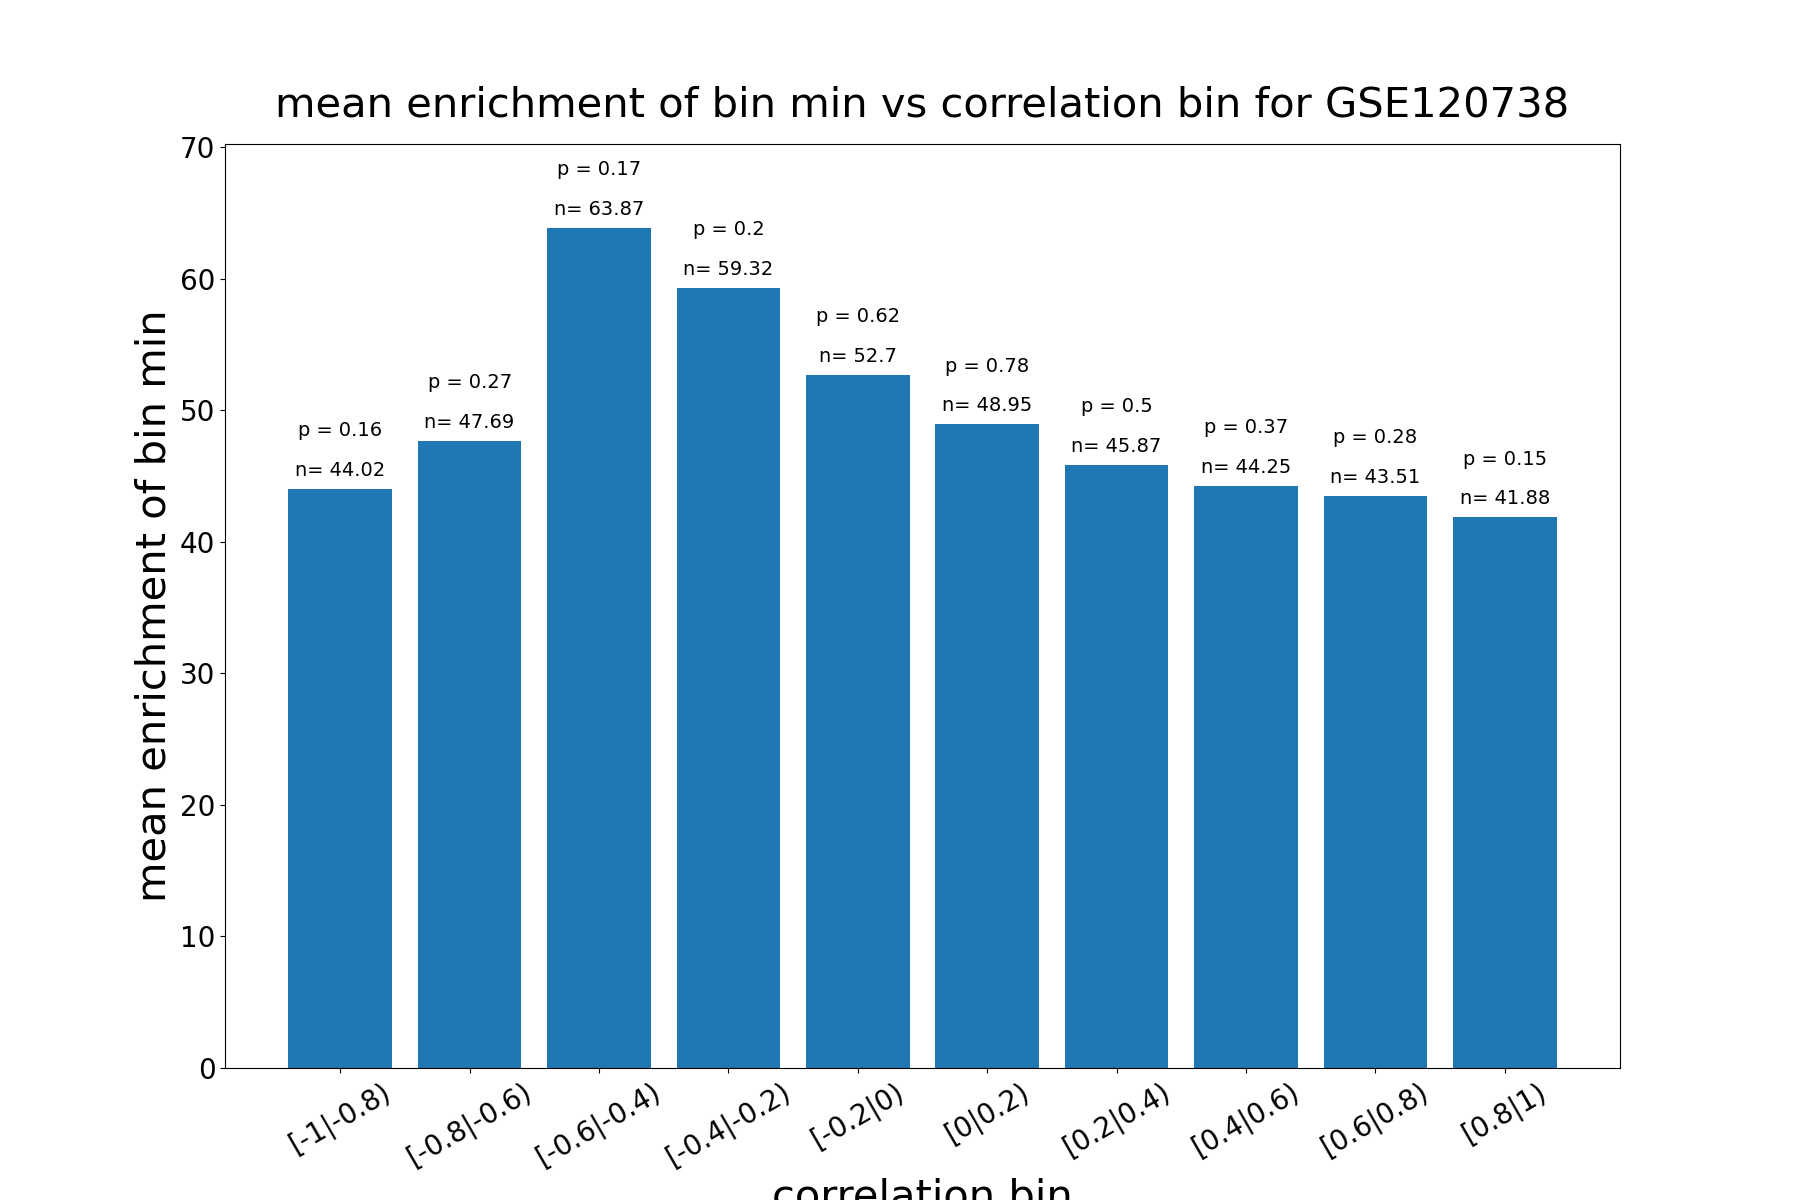 mean enrichment of bin min vs correlation bin for GSE120738
mean enrichment of bin min
70
60
50
40
30
20
10
0
p = 0.16
n= 44.02
p = 0.27
n= 47.69
p = 0.17
n= 63.87
p = 0.2
n= 59.32
p = 0.62
n= 52.7
p = 0.78
n= 48.95
p = 0.5
n= 45.87
p = 0.37
n= 44.25
p = 0.28
n= 43.51
p = 0.15
n= 41.88
[-1|-0.8)
[-0.8|-0.6)
[-0.6|-0.4)
[-0.4|-0.2)
[-0.2|0)
[0|0.2)
[0.2|0.4)
[0.4|0.6)
[0.6|0.8)
[0.8|1)
correlation bin